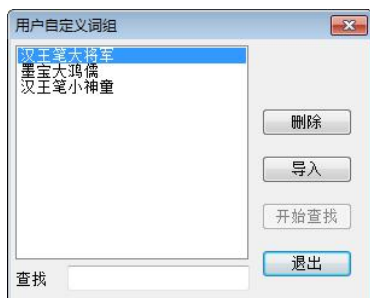 用户自定义词组
汉王笔大将军
墨宝大鸿儒
汉王笔小神童
删除
导入
开始查找
退出
查找